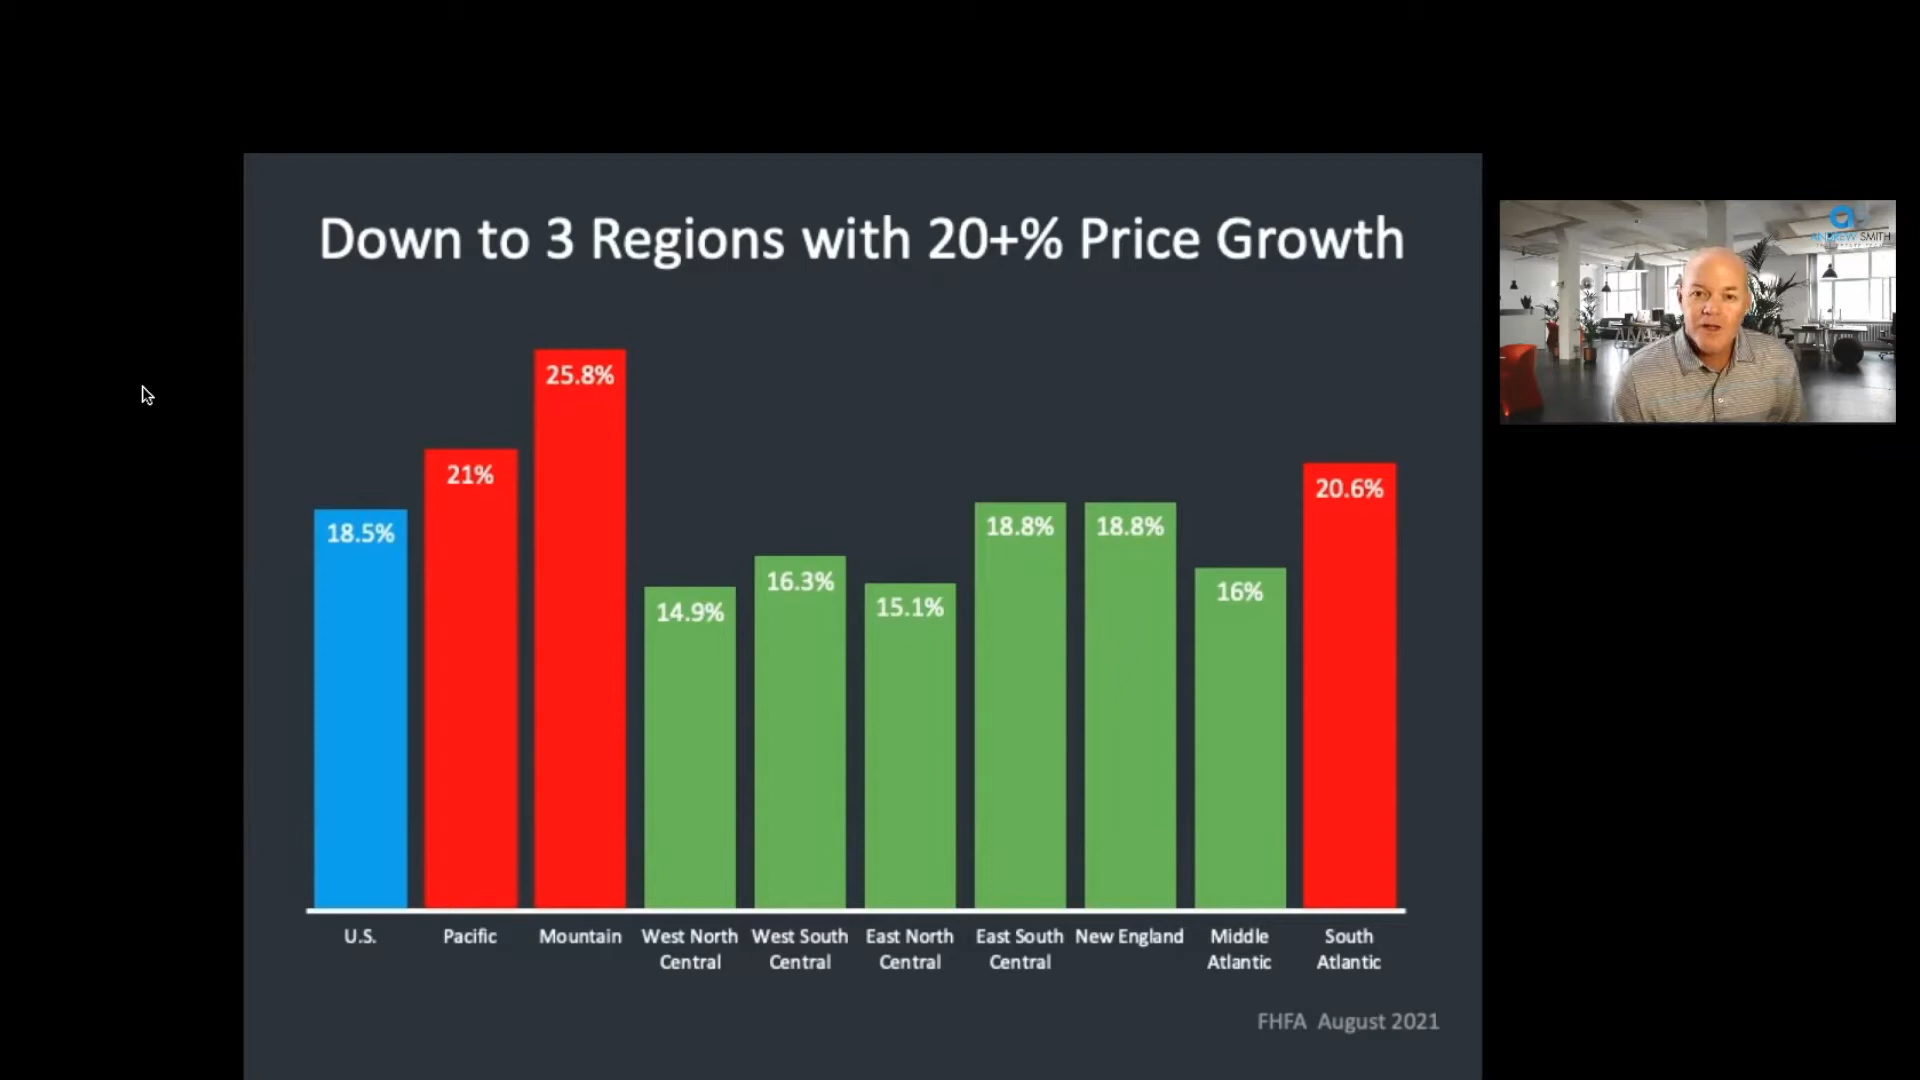 Down to 3 Regions with 20+% Price Growth
ANDREW SMITH
25.8%
21%
20.6%
18.5%
18.8%
18.8%
16.3%
16%
15.1%
14.9%
U.S.
Pacific
Mountain
West North
Central
West South
Central
East North
Central
East South
Central
New England
Middle
Atlantic
South
Atlantic
FHFA August 2021